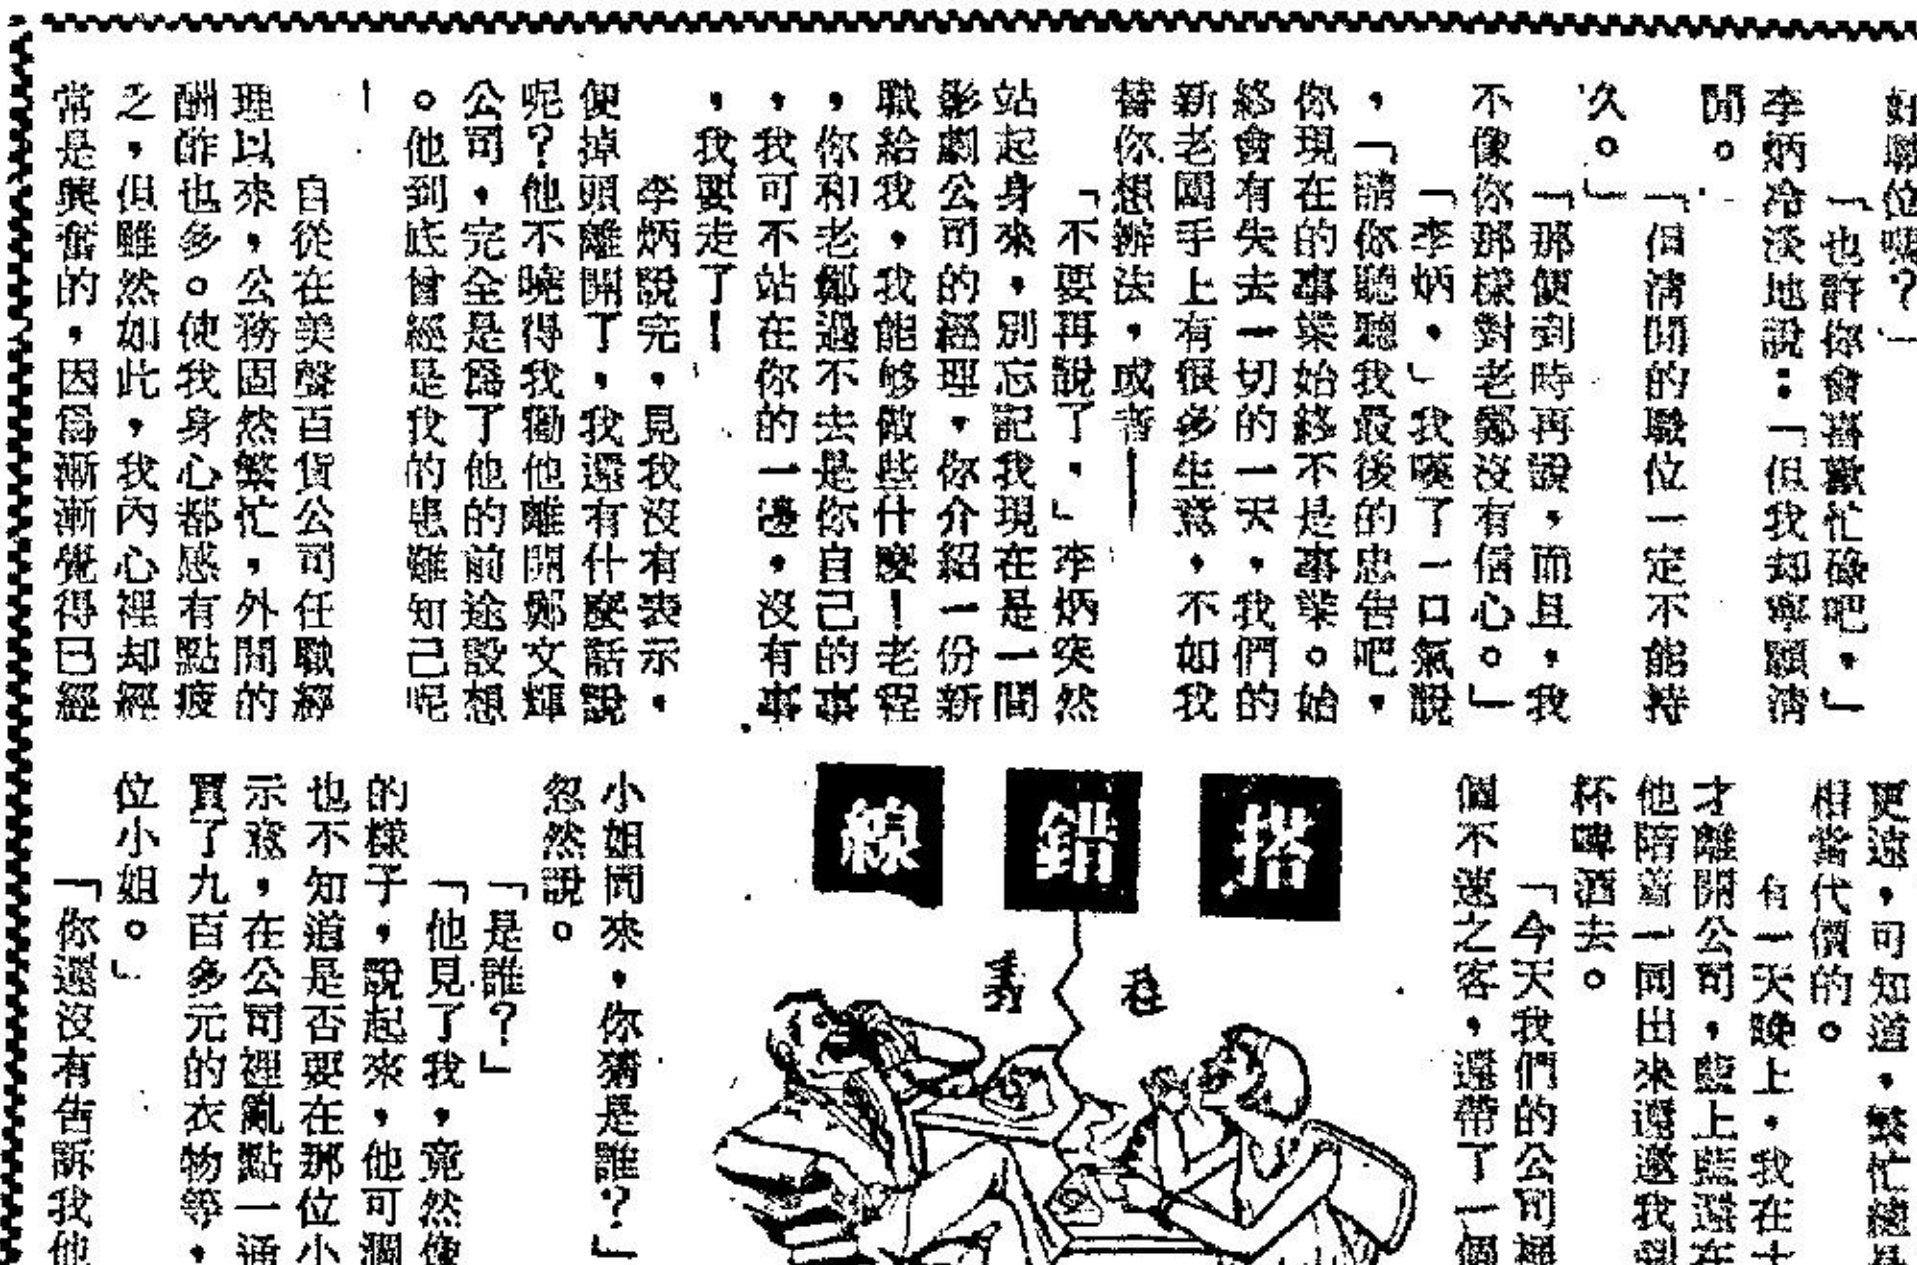 好職位嗎？」
「也許你會喜歡忙碌吧，」
李炳冷淡地說：「但我却寧願清
閒。
「但清閒的職位一定不能持
久。」
「那便到時再說，而且，我
不像你那樣對老鄭沒有信心。」
「李炳，」我嘆了一口氣說
，「請你聽聽我最後的忠告吧，
你現在的事業始終不是事業。始
終會有失去一切的一天，我們的
新老闆手上有很多生意，不如我
替你想辦法，或者——
「不要再說了，」李炳突然
站起身來，別忘記我現在是一間
影劇公司的經理，你介紹一份新
職給我，我能够做些什麼！老程
，你和老鄭過不去是你自己的事
，我可不站在你的一邊，沒有事
，我要走了！
李炳說完，見我沒有表示，
便掉頭離開了，我還有什麼話說
呢？他不曉得我勸他離開鄭文輝
公司，完全是爲了他的前途設想
。他到底曾經是我的患難知己呢
！
自從在美聲百貨公司任職經
理以來，公務固然繁忙，外間的
酬酢也多。使我身心都感有點疲
之，但雖然如此，我內心裡却經
常是興奮的，因爲漸漸覺得已經
更遠，可知道，繁忙總是
相當代價的。
有一天晚上，我在
才離開公司，
他陪着一同出來還邀我
杯啤酒去。
「今天我們的公司裡
個不速之客，還帶了一個
搭錯線
小姐同來，你猜是誰？」
忽然說。
「是誰？」
「他見了我，竟然像
的樣子，說起來，他可濶
也不知道是否要在那位小
示意，在公司裡亂點一通
買了九百多元的衣物等，
位小姐。」
「你還沒有告訴我他